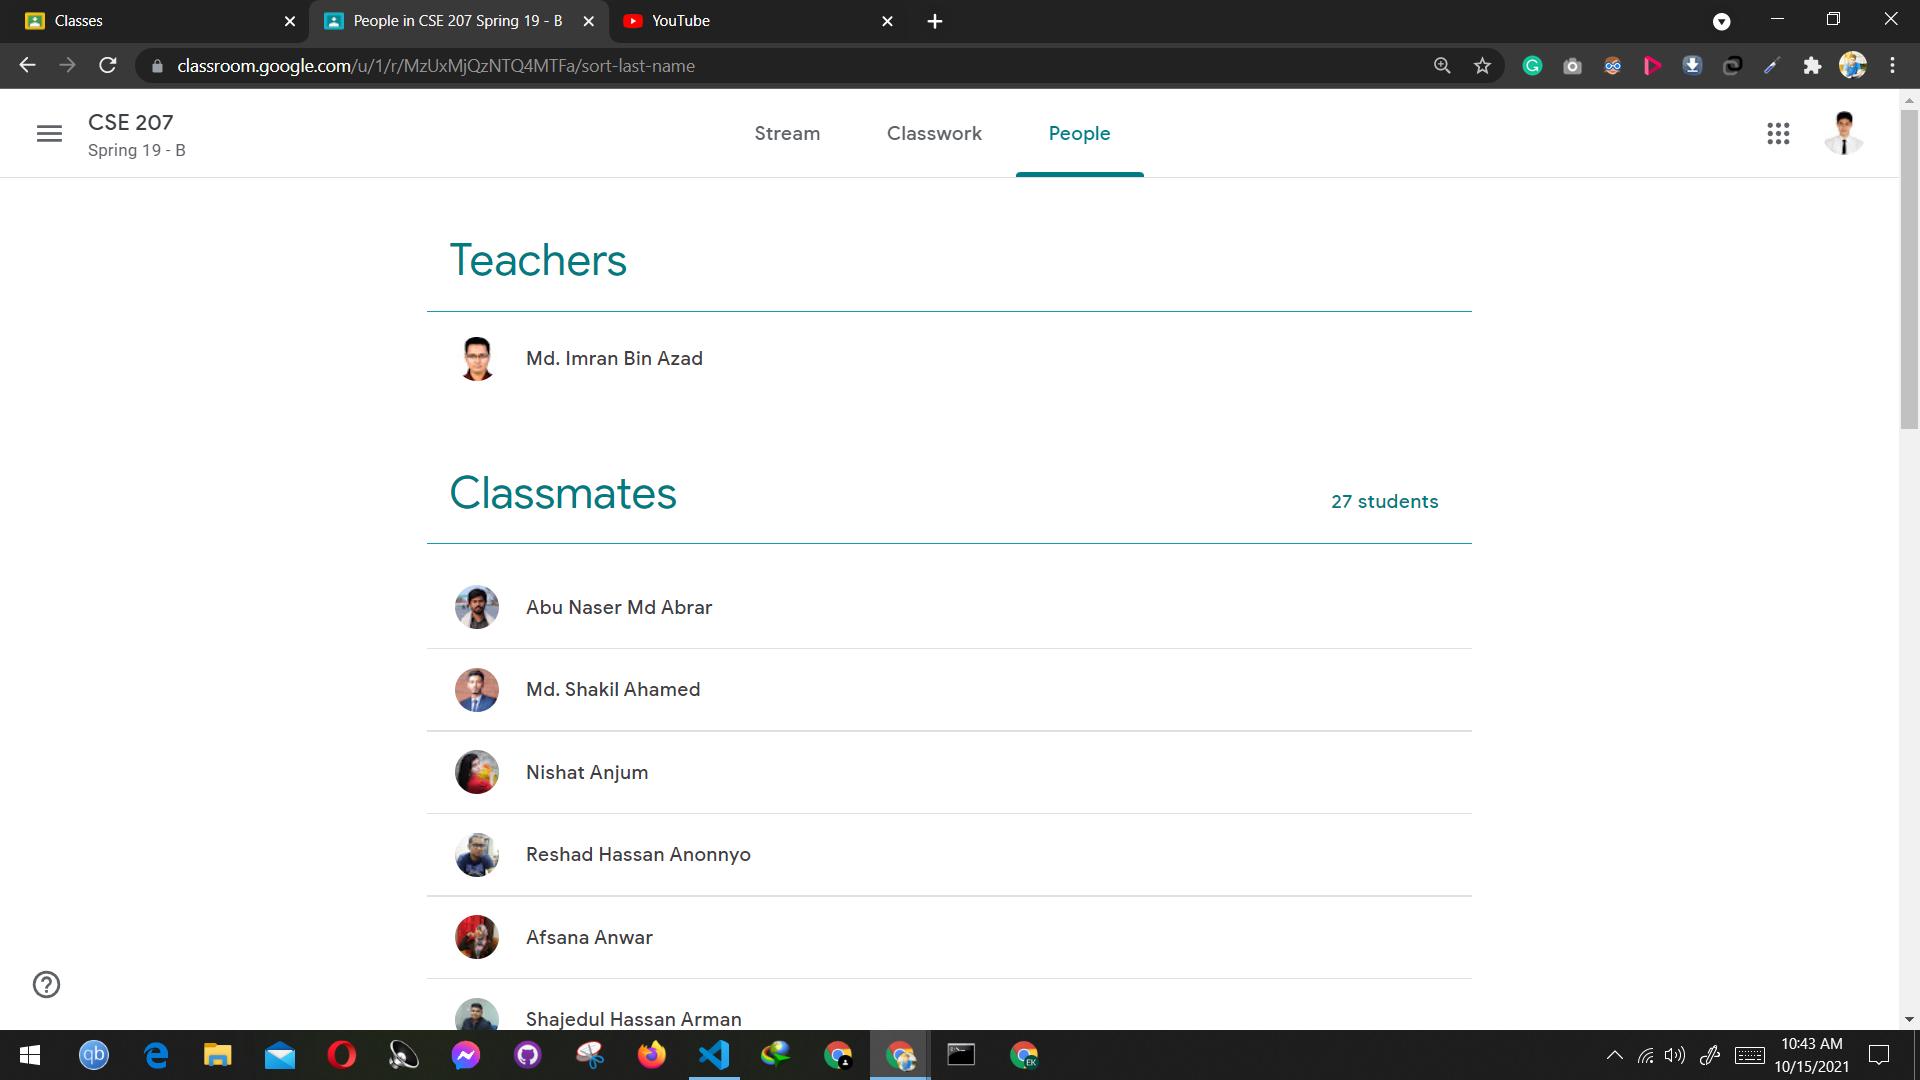 Classes
People in CSE 207 Spring 19 - B
YouTube
classroom.google.com/u/1/r/MzUxMjQzNTQ4MTFa/sort-last-name
CSE 207
Spring 19 - B
Stream
Classwork
People
Teachers
Md. Imran Bin Azad
Classmates
27 students
Abu Naser Md Abrar
Md. Shakil Ahamed
Nishat Anjum
Reshad Hassan Anonnyo
Afsana Anwar
Shajedul Hassan Arman
qb
EK
10:43 AM
10/15/2021